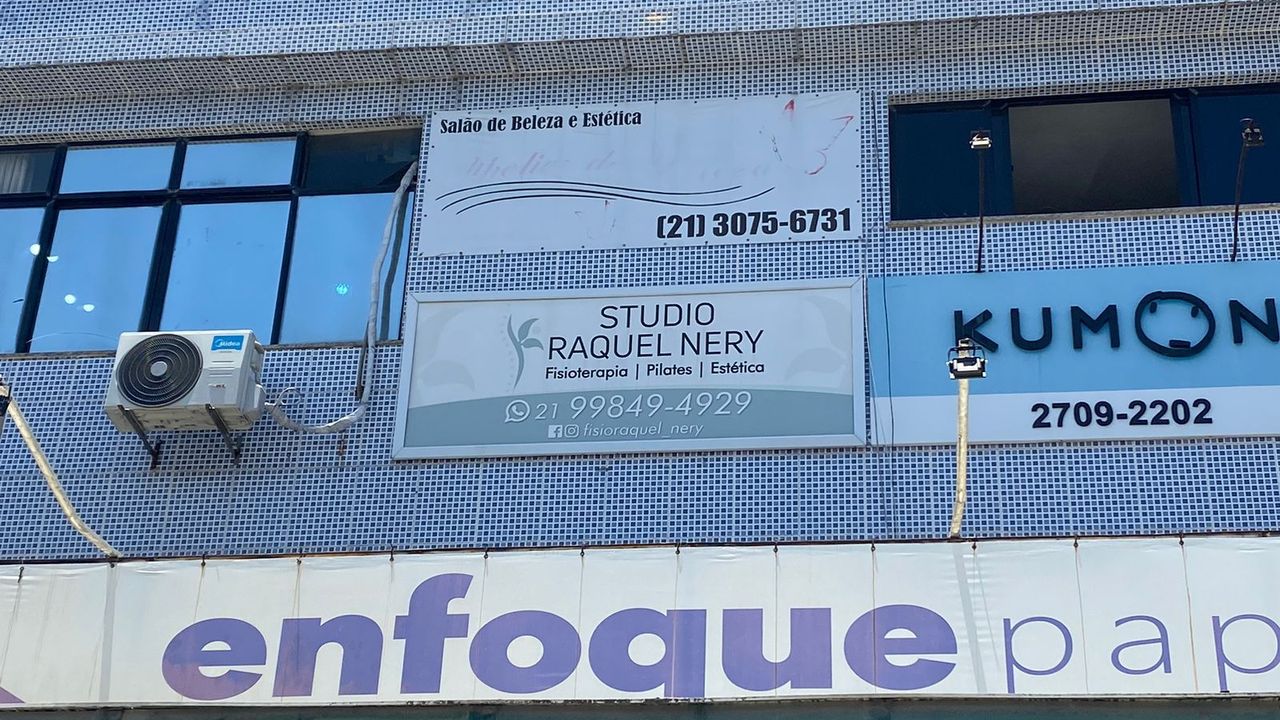 Salão de Beleza e Estética
(21) 3075-6731
STUDIO
RAQUEL NERY
Fisioterapia | Pilates | Estética
21 99849-4929
fisioraquel_nery
KUMON
2709-2202
Midea
enfoque pap